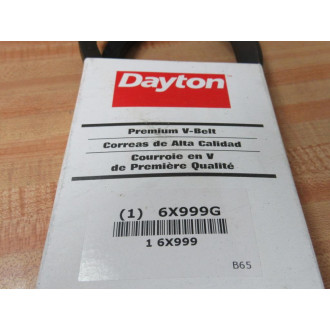 Dayton
Premium V-Belt
Correas de Alta Calidad
Courroie en V
de Première Qualité
(1) 6X999G
1 6X999
B65